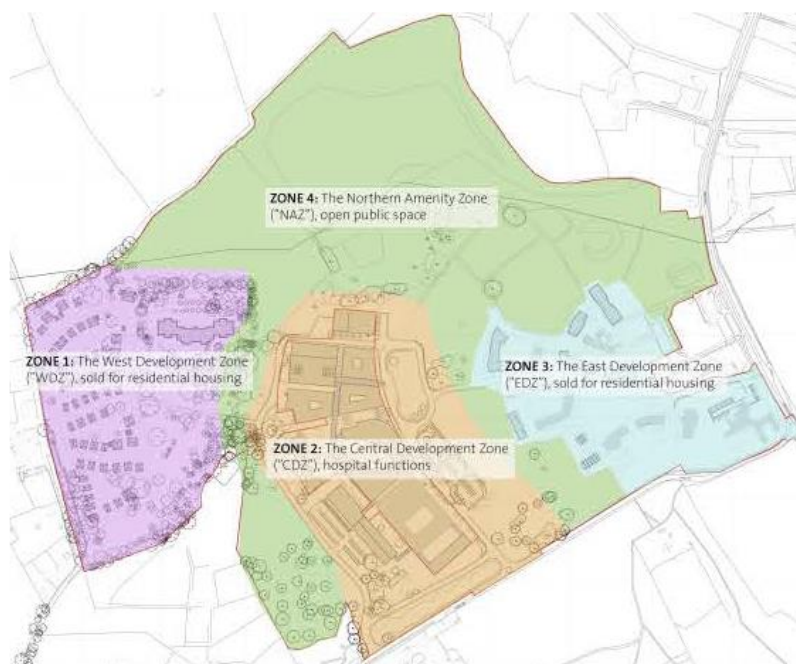 ZONE 4: The Northern Amenity Zone
("NAZ"), open public space
ZONE 1: The West Development Zone
("WDZ"), sold for residential housing
ZONE 3: The East Development Zone
("EDZ"), sold for residential housing
ZONE 2: The Central Development Zone
("CDZ"), hospital functions